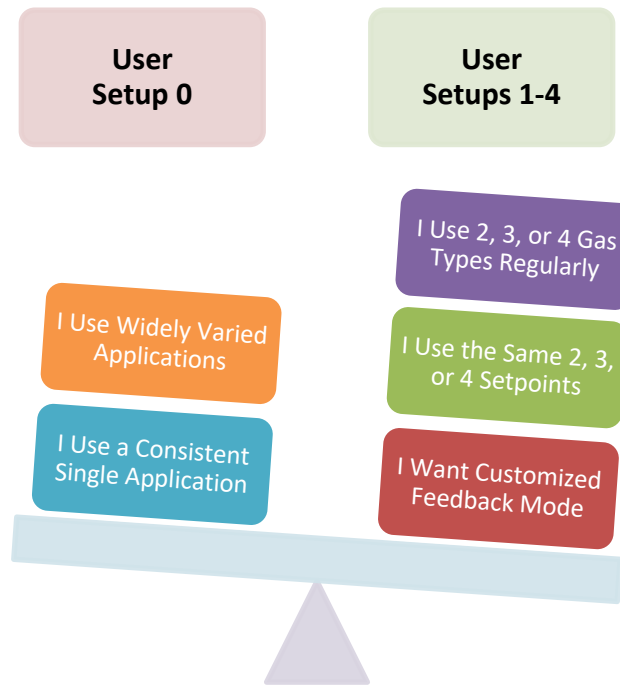 User
Setup 0
User
Setups 1-4
I Use 2, 3, or 4 Gas
Types Regularly
I Use Widely Varied
Applications
I Use the Same 2, 3,
or 4 Setpoints
I Use a Consistent
Single Application
I Want Customized
Feedback Mode